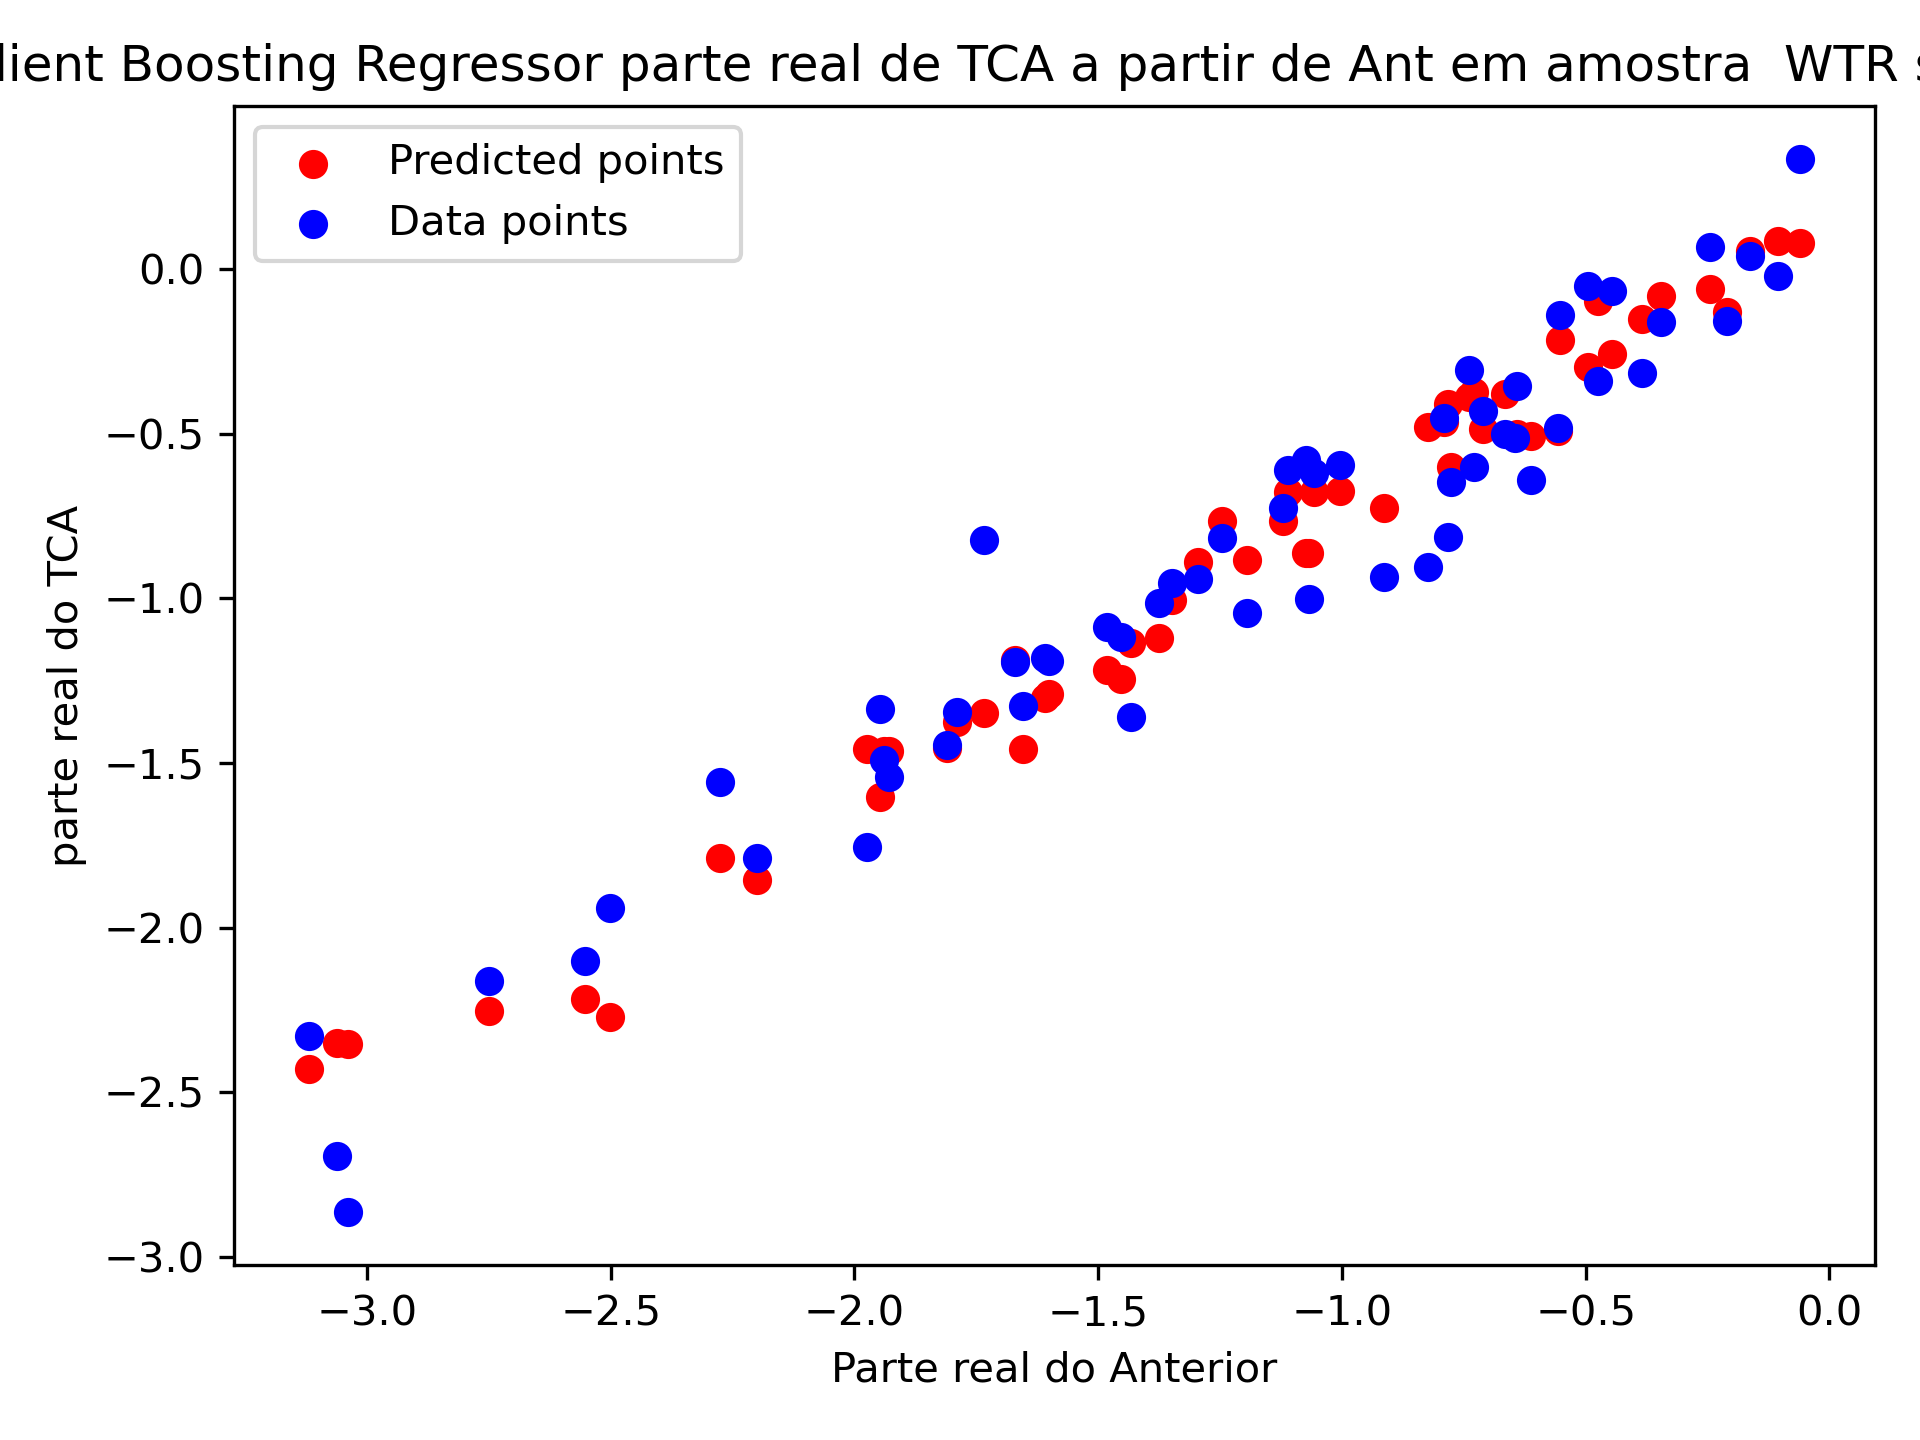 Boosting Regressor parte real de TCA a partir de Ant em amostra WTR
Predicted points
Data points
0.0
−0.5
−1.0
−1.5
−2.0
−2.5
−3.0
parte real do TCA
−3.0 −2.5 −2.0 −1.5 −1.0 −0.5 0.0
Parte real do Anterior